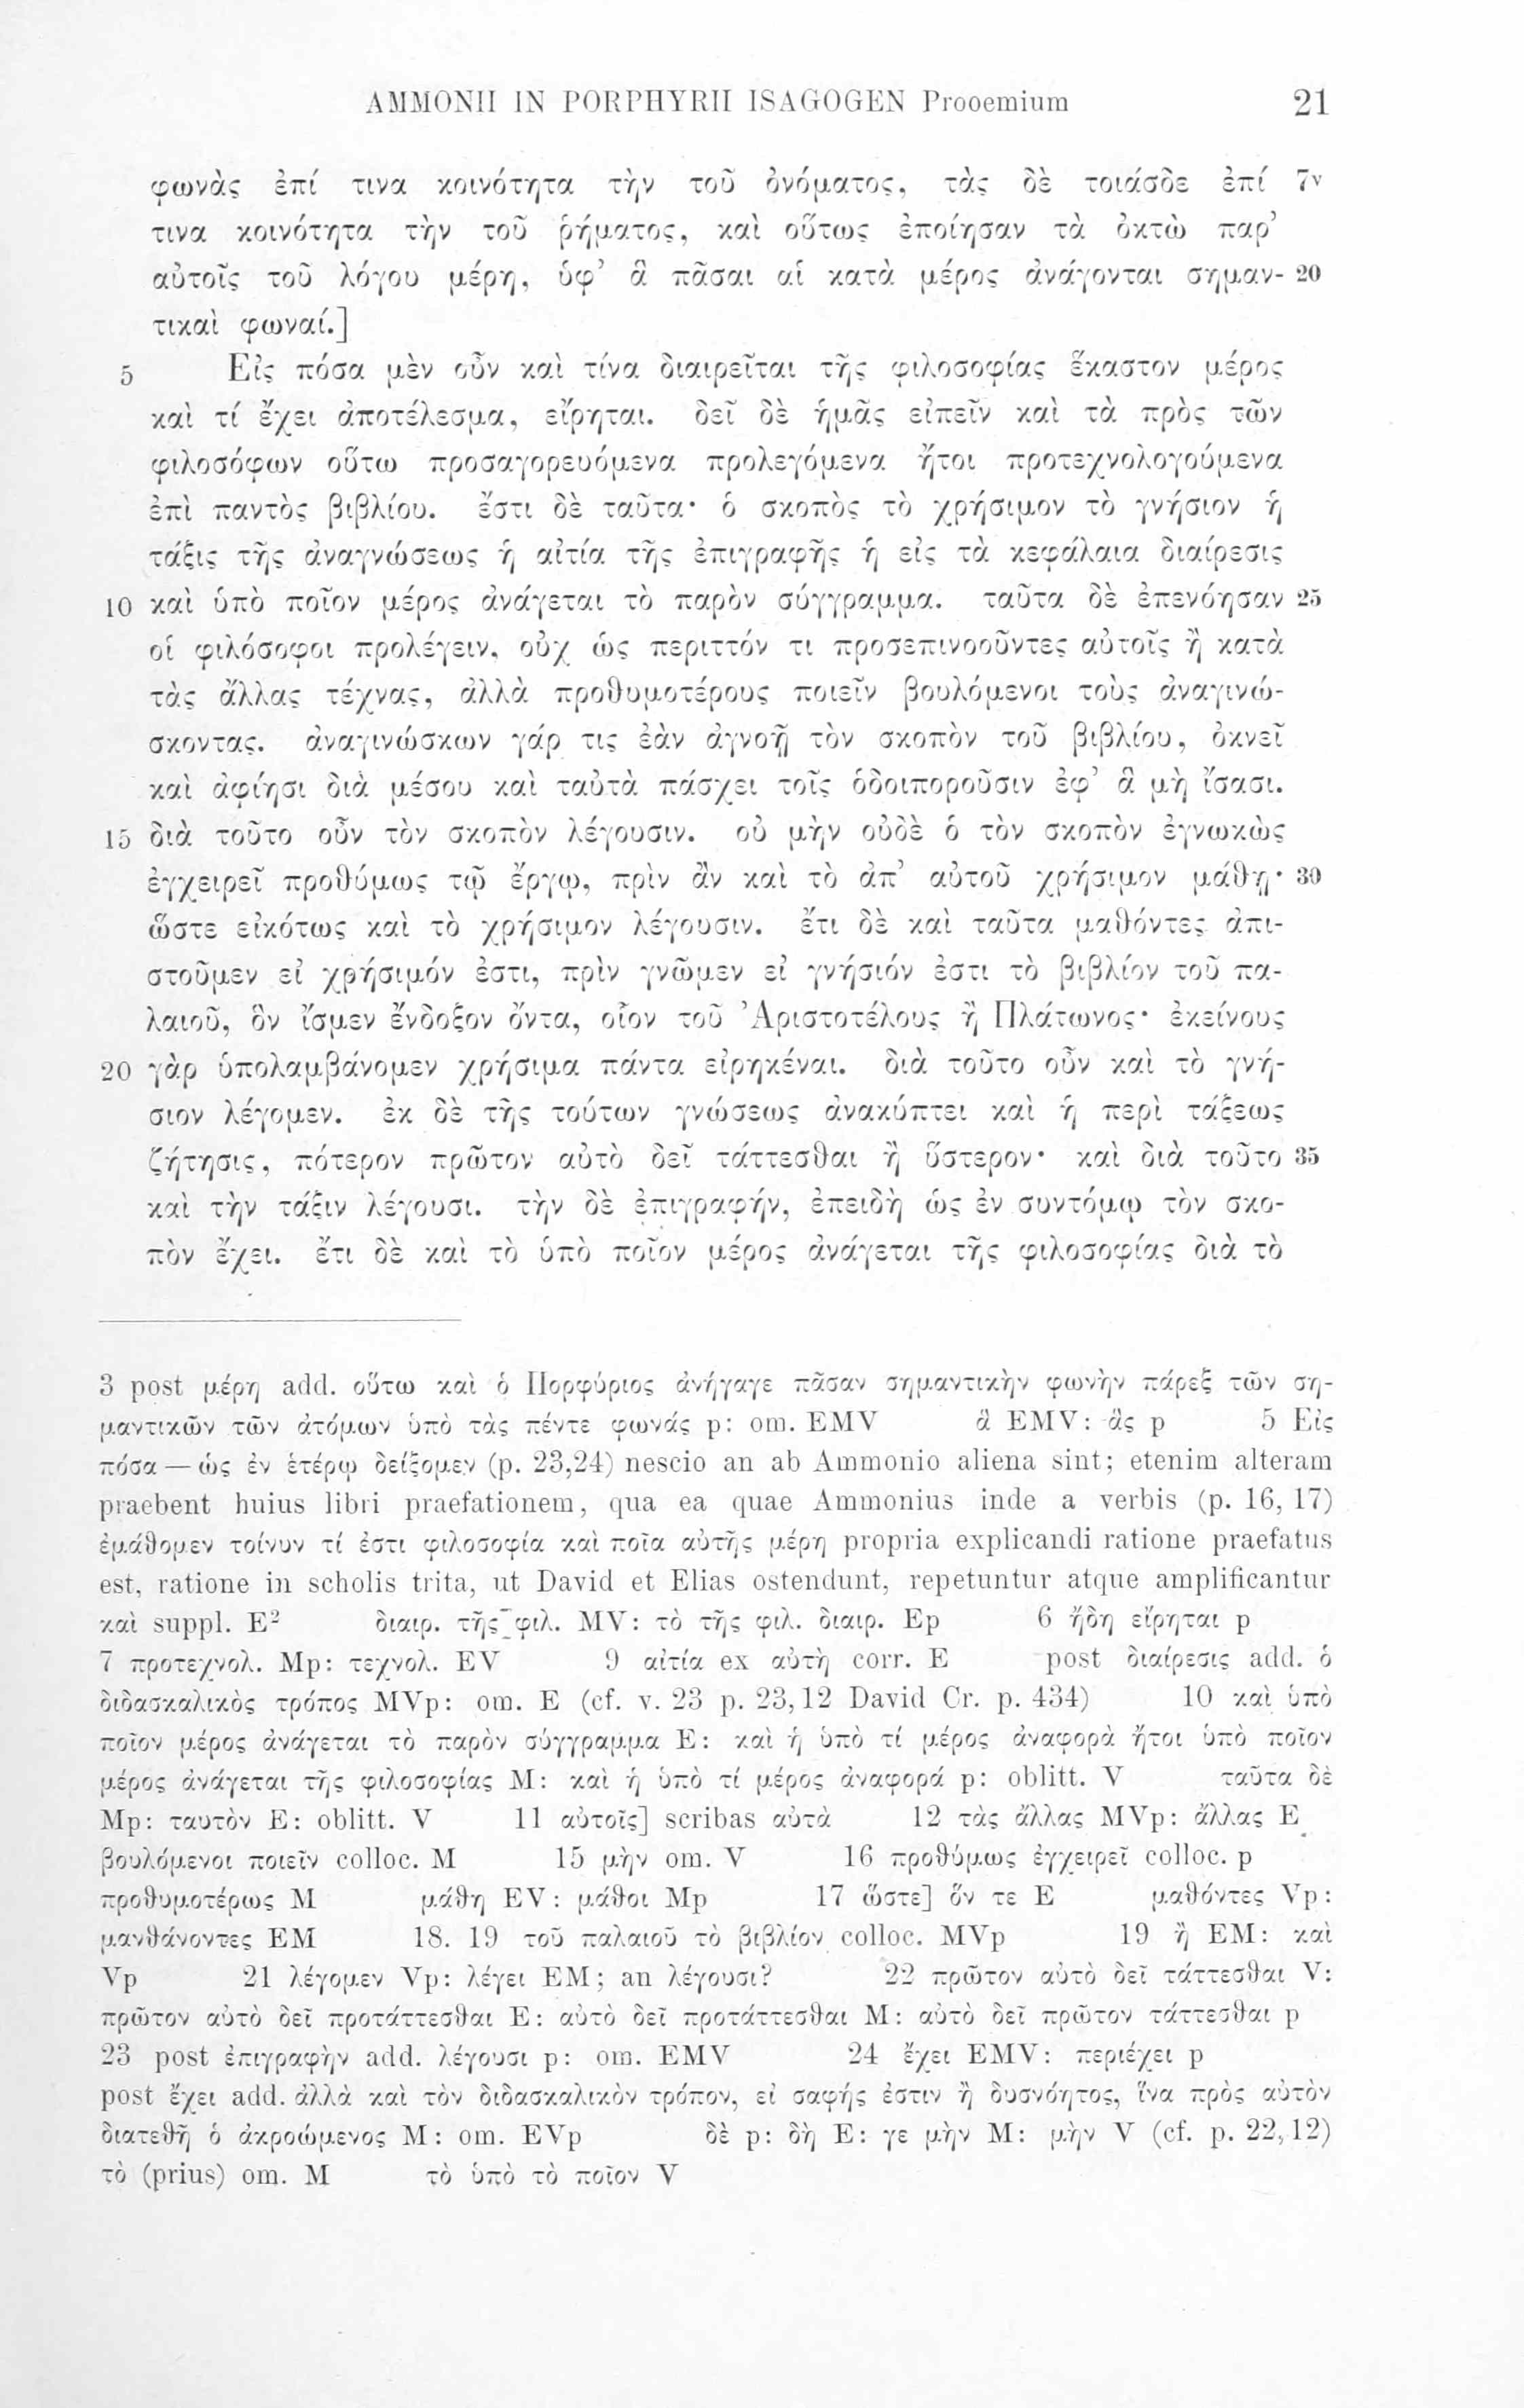 AMMONII IN PORPHYRII ISAGOGEN Prooemium 21
φωνὰς ἐπί τινα κοινότητα τὴν τοῦ ὀνόματος, τὰς δὲ τοιάσδε ἐπί 7v
τινα κοινότητα τὴν τοῦ ῥήματος, καὶ οὕτως ἐποίησαν τὰ ὀκτὼ παρ’
αὐτοῖς τοῦ λόγου μέρη, ὑφ’ ἃ πᾶσαι αἱ κατὰ μέρος ἀνάγονται σημαν- 20
τικαὶ φωναί.]
5 Εἰς πόσα μὲν οὖν καὶ τίνα διαιρεῖται τῆς φιλοσοφίας ἕκαστον μέρος
καὶ τί ἔχει ἀποτέλεσμα, εἴρηται. δεῖ δὲ ἡμᾶς εἰπεῖν καὶ τὰ πρὸς τῶν
φιλοσόφων οὕτω προσαγορευόμενα προλεγόμενα ἤτοι προτεχνολογούμενα
ἐπὶ παντὸς βιβλίου. ἔστι δὲ ταῦτα· ὁ σκοπὸς τὸ χρήσιμον τὸ γνήσιον ἡ
τάξις τῆς ἀναγνώσεως ἡ αἰτία τῆς ἐπιγραφῆς ἡ εἰς τὰ κεφάλαια διαίρεσις
10 καὶ ὑπὸ ποῖον μέρος ἀνάγεται τὸ παρὸν σύγγραμμα. ταῦτα δὲ ἐπενόησαν 25
οἱ φιλόσοφοι προλέγειν, οὐχ ὡς περιττόν τι προσεπινοοῦντες αὐτοῖς ἢ κατὰ
τὰς ἄλλας τέχνας, ἀλλὰ προθυμοτέρους ποιεῖν βουλόμενοι τοὺς ἀναγινώ-
σκοντας. ἀναγινώσκων γάρ τις ἐὰν ἀγνοῇ τὸν σκοπὸν τοῦ βιβλίου, ὀκνεῖ
καὶ ἀφίησι διὰ μέσου καὶ ταὐτὰ πάσχει τοῖς ὁδοιποροῦσιν ἐφ’ ἃ μὴ ἴσασι.
15 διὰ τοῦτο οὖν τὸν σκοπὸν λέγουσιν. οὐ μὴν οὐδὲ ὁ τὸν σκοπὸν ἐγνωκὼς
ἐγχειρεῖ προθύμως τῷ ἔργῳ, πρὶν ἂν καὶ τὸ ἀπ’ αὐτοῦ χρήσιμον μάθῃ· 30
ὥστε εἰκότως καὶ τὸ χρήσιμον λέγουσιν. ἔτι δὲ καὶ ταῦτα μαθόντες ἀπι-
στοῦμεν εἰ χρήσιμόν ἐστι, πρὶν γνῶμεν εἰ γνήσιόν ἐστι τὸ βιβλίον τοῦ πα-
λαιοῦ, ὃν ἴσμεν ἔνδοξον ὄντα, οἷον τοῦ Ἀριστοτέλους ἢ Πλάτωνος· ἐκείνους
20 γὰρ ὑπολαμβάνομεν χρήσιμα πάντα εἰρηκέναι. διὰ τοῦτο οὖν καὶ τὸ γνή-
σιον λέγομεν. ἐκ δὲ τῆς τούτων γνώσεως ἀνακύπτει καὶ ἡ περὶ τάξεως
ζήτησις, πότερον πρῶτον αὐτὸ δεῖ τάττεσθαι ἢ ὕστερον· καὶ διὰ τοῦτο 35
καὶ τὴν τάξιν λέγουσι. τὴν δὲ ἐπιγραφήν, ἐπειδὴ ὡς ἐν συντόμῳ τὸν σκο-
πὸν ἔχει. ἔτι δὲ καὶ τὸ ὑπὸ ποῖον μέρος ἀνάγεται τῆς φιλοσοφίας διὰ τὸ
3 post μέρη add. οὕτω καὶ ὁ Πορφύριος ἀνήγαγε πᾶσαν σημαντικὴν φωνὴν πάρεξ τῶν ση-
μαντικῶν τῶν ἀτόμων ὑπὸ τὰς πέντε φωνάς p: om. EMV ἃ EMV: ἃς p 5 Εἰς
πόσα — ὡς ἐν ἑτέρῳ δείξομεν (p. 23,24) nescio an ab Ammonio aliena sint; etenim alteram
praebent huius libri praefationem, qua ea quae Ammonius inde a verbis (p. 16, 17)
ἐμάθομεν τοίνυν τί ἐστι φιλοσοφία καὶ ποῖα αὐτῆς μέρη propria explicandi ratione praefatus
est, ratione in scholis trita, ut David et Elias ostendunt, repetuntur atque amplificantur
καὶ suppl. E² διαιρ. τῆς φιλ. MV: τὸ τῆς φιλ. διαιρ. Ep 6 ἤδη εἴρηται p
7 προτεχνολ. Mp: τεχνολ. EV 9 αἰτία ex αὐτὴ corr. E post διαίρεσις add. ὁ
διδασκαλικὸς τρόπος MVp: om. E (cf. v. 23 p. 23,12 David Cr. p. 434) 10 καὶ ὑπὸ
ποῖον μέρος ἀνάγεται τὸ παρὸν σύγγραμμα E: καὶ ἡ ὑπὸ τί μέρος ἀναφορὰ ἤτοι ὑπὸ ποῖον
μέρος ἀνάγεται τῆς φιλοσοφίας M: καὶ ἡ ὑπὸ τί μέρος ἀναφορά p: oblitt. V ταῦτα δὲ
Mp: ταυτὸν E: oblitt. V 11 αὐτοῖς] scribas αὐτὰ 12 τὰς ἄλλας MVp: ἄλλας E
βουλόμενοι ποιεῖν colloc. M 15 μὴν om. V 16 προθύμως ἐγχειρεῖ colloc. p
προθυμοτέρως M μάθη EV: μάθοι Mp 17 ὥστε] ὅν τε E μαθόντες Vp:
μανθάνοντες EM 18. 19 τοῦ παλαιοῦ τὸ βιβλίον colloc. MVp 19 ἢ EM: καὶ
Vp 21 λέγομεν Vp: λέγει EM; an λέγουσι? 22 πρῶτον αὐτὸ δεῖ τάττεσθαι V:
πρῶτον αὐτὸ δεῖ προτάττεσθαι E: αὐτὸ δεῖ προτάττεσθαι M: αὐτὸ δεῖ πρῶτον τάττεσθαι p
23 post ἐπιγραφὴν add. λέγουσι p: om. EMV 24 ἔχει EMV: περιέχει p
post ἔχει add. ἀλλὰ καὶ τὸν διδασκαλικὸν τρόπον, εἰ σαφής ἐστιν ἢ δυσνόητος, ἵνα πρὸς αὐτὸν
διατεθῆ ὁ ἀκροώμενος M: om. EVp δὲ p: δὴ E: γε μὴν M: μὴν V (cf. p. 22,12)
τὸ (prius) om. M τὸ ὑπὸ τὸ ποῖον V